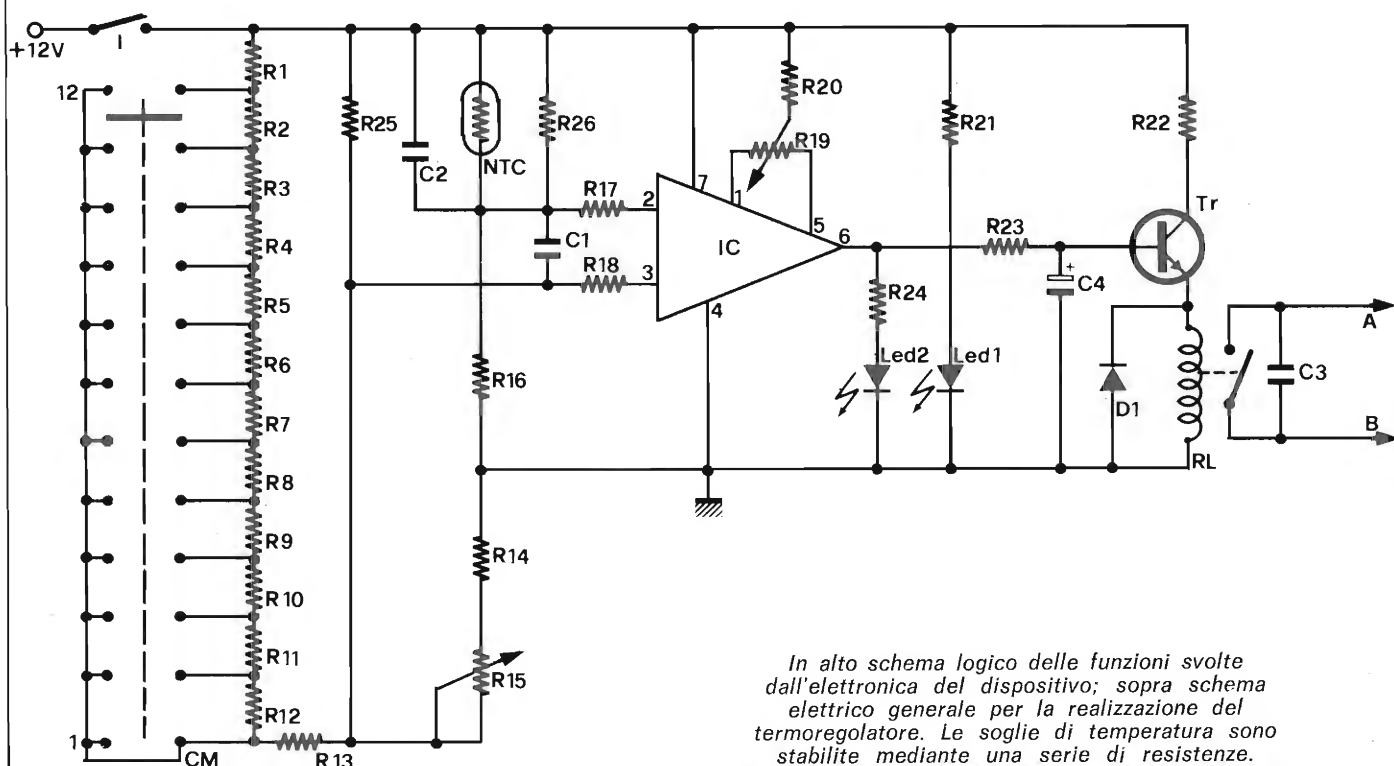 +12V
I
R1
12
R2
R3
R4
R5
R6
R7
R8
R9
R10
R11
R12
1
CM
R13
R25
C2
NTC
R26
R17
C1
R18
R16
R14
R15
2
3
7
1
5
IC
6
4
R20
R19
R21
R22
R23
Tr
R24
C4
Led2
Led1
D1
RL
C3
A
B
+
In alto schema logico delle funzioni svolte
dall'elettronica del dispositivo; sopra schema
elettrico generale per la realizzazione del
termoregolatore. Le soglie di temperatura sono
stabilite mediante una serie di resistenze.